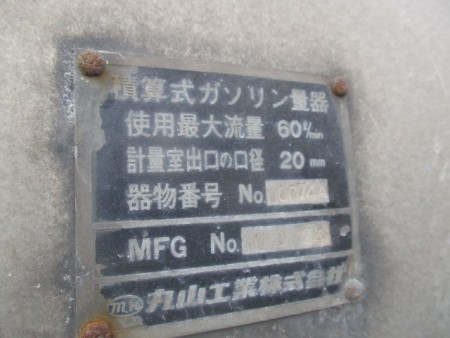 積算式ガソリン量器
使用最大流量 60ℓ/min
計量室出口の口径 20 mm
器物番号 No.
MFG No.
丸山工業株式会社